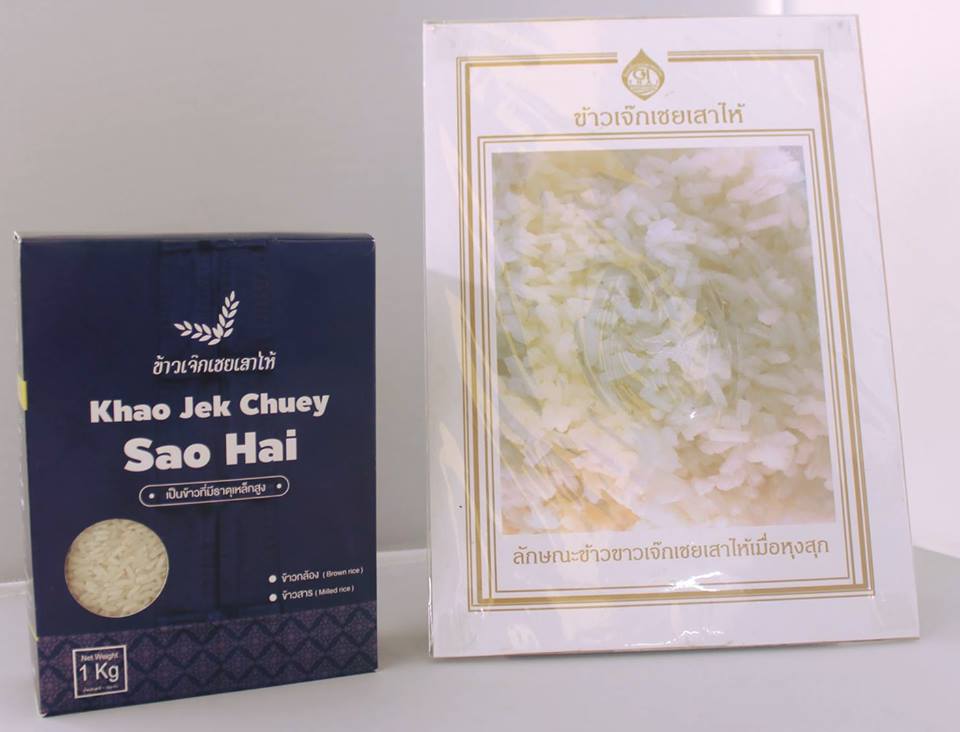 ข้าวเจ๊กเชยเสาไห้
Khao Jek Chuey
Sao Hai
เป็นข้าวที่มีธาตุเหล็กสูง
ข้าวกล้อง ( Brown rice )
ข้าวสาร ( Milled rice )
Net Weight
1 Kg
ข้าวเจ๊กเชยเสาไห้
ลักษณะข้าวขาวเจ๊กเชยเสาไห้เมื่อหุงสุก